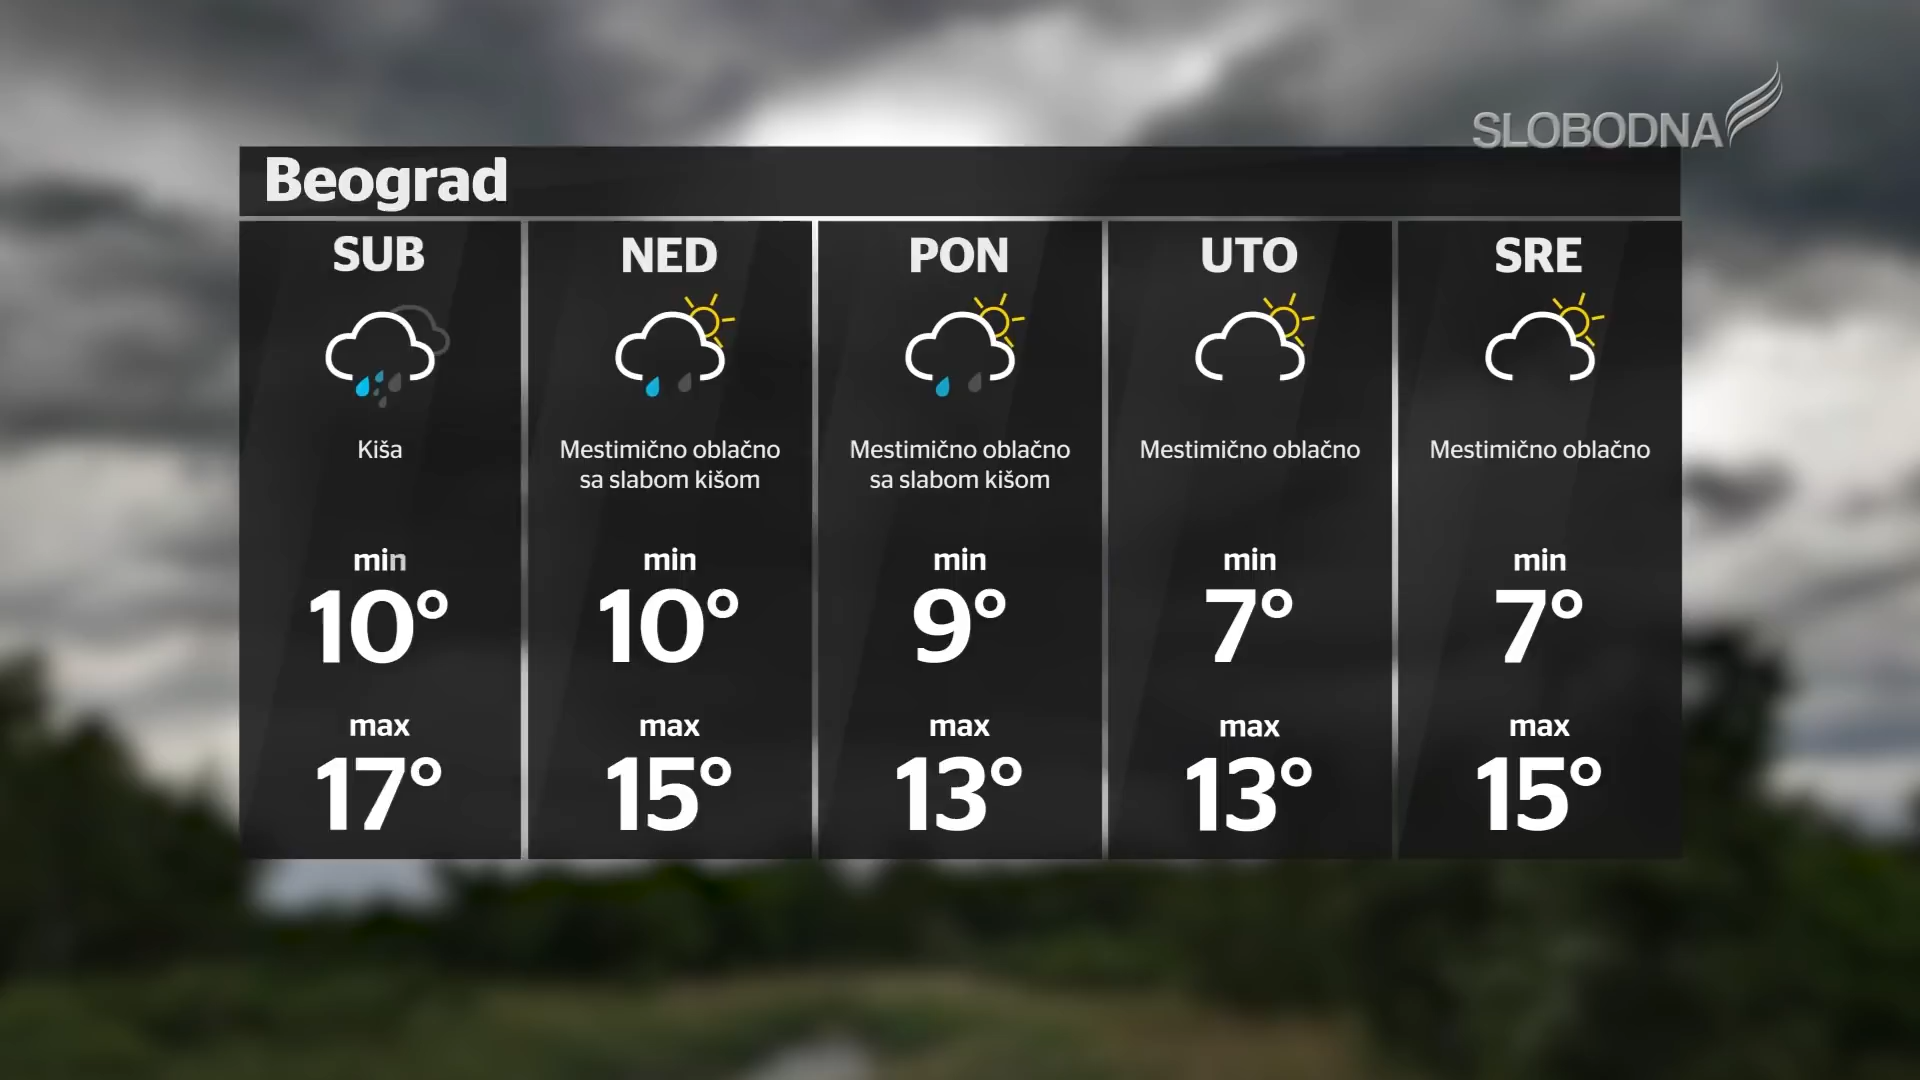 SLOBODNA
Beograd
SUB
Kiša
min
10°
max
17°
NED
Mestimično oblačno
sa slabom kišom
min
10°
max
15°
PON
Mestimično oblačno
sa slabom kišom
min
9°
max
13°
UTO
Mestimično oblačno
min
7°
max
13°
SRE
Mestimično oblačno
min
7°
max
15°